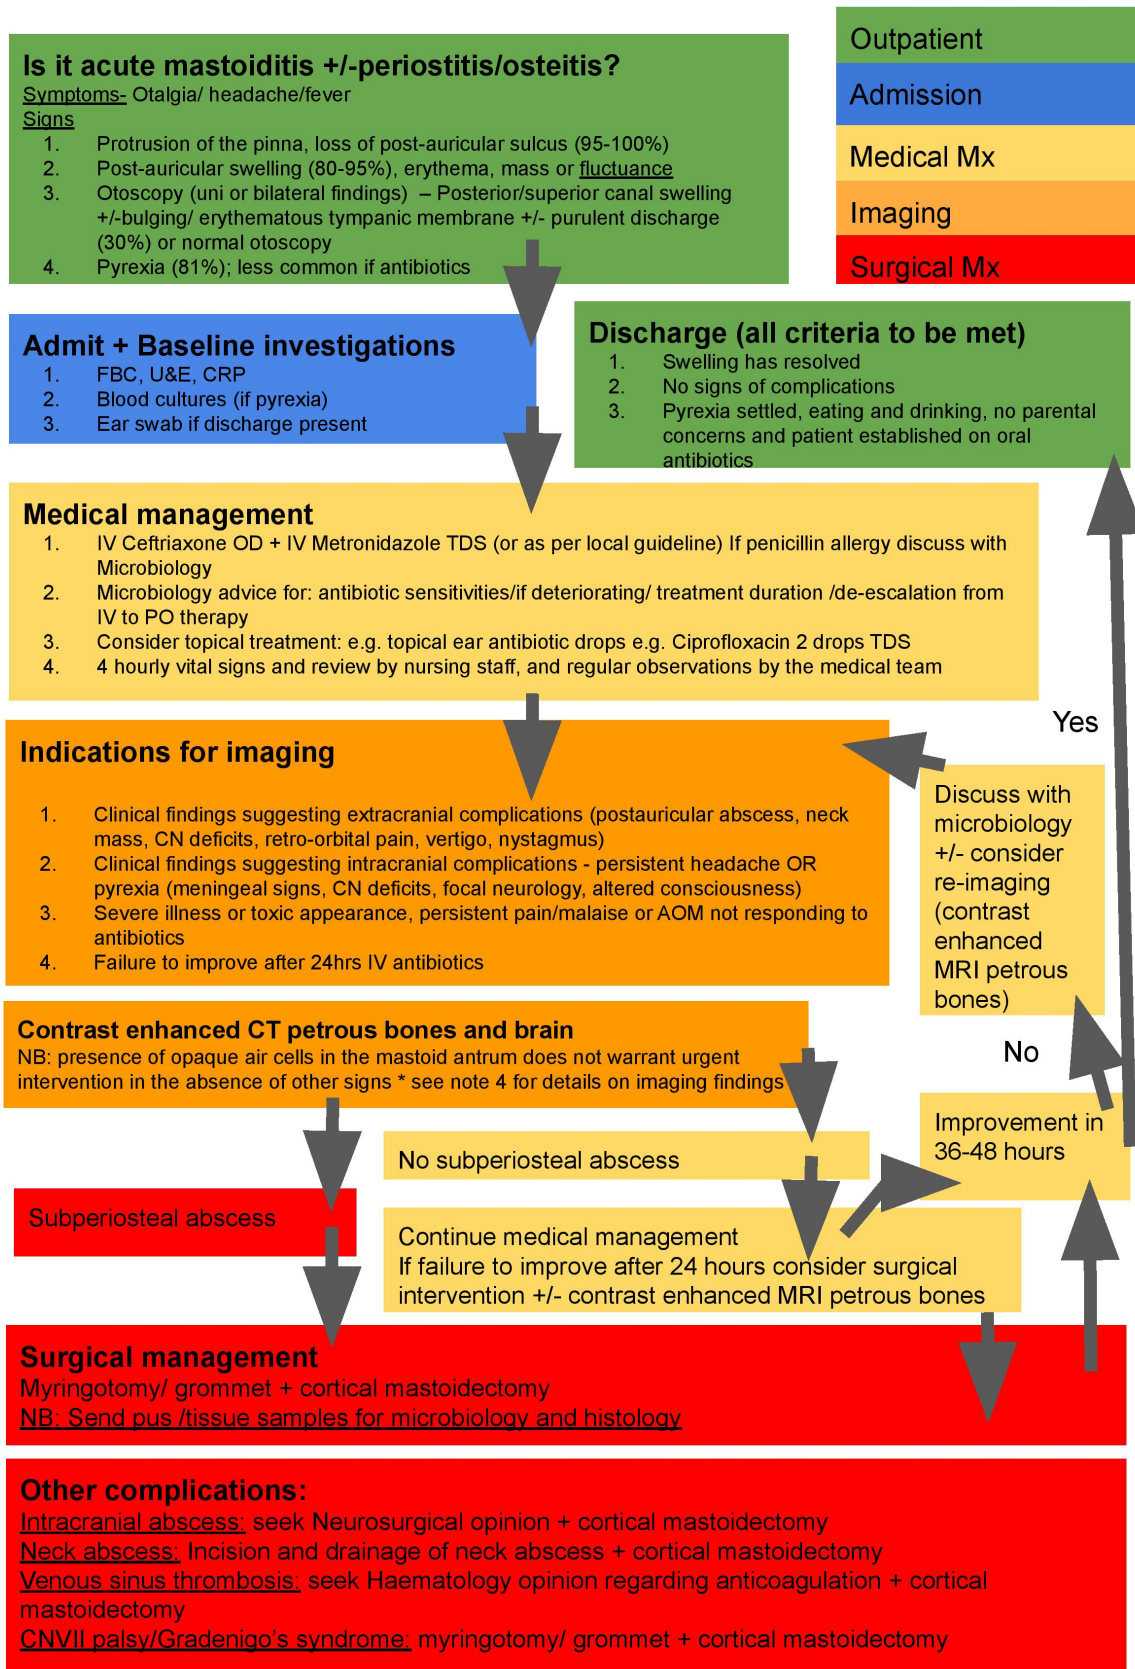 Outpatient
Admission
Medical Mx
Imaging
Surgical Mx
Is it acute mastoiditis +/-periostitis/osteitis?
Symptoms- Otalgia/ headache/fever
Signs
1. Protrusion of the pinna, loss of post-auricular sulcus (95-100%)
2. Post-auricular swelling (80-95%), erythema, mass or fluctuance
3. Otoscopy (uni or bilateral findings) – Posterior/superior canal swelling
+/-bulging/ erythematous tympanic membrane +/- purulent discharge
(30%) or normal otoscopy
4. Pyrexia (81%); less common if antibiotics
Admit + Baseline investigations
1. FBC, U&E, CRP
2. Blood cultures (if pyrexia)
3. Ear swab if discharge present
Discharge (all criteria to be met)
1. Swelling has resolved
2. No signs of complications
3. Pyrexia settled, eating and drinking, no parental
concerns and patient established on oral
antibiotics
Medical management
1. IV Ceftriaxone OD + IV Metronidazole TDS (or as per local guideline) If penicillin allergy discuss with
Microbiology
2. Microbiology advice for: antibiotic sensitivities/if deteriorating/ treatment duration /de-escalation from
IV to PO therapy
3. Consider topical treatment: e.g. topical ear antibiotic drops e.g. Ciprofloxacin 2 drops TDS
4. 4 hourly vital signs and review by nursing staff, and regular observations by the medical team
Indications for imaging
1. Clinical findings suggesting extracranial complications (postauricular abscess, neck
mass, CN deficits, retro-orbital pain, vertigo, nystagmus)
2. Clinical findings suggesting intracranial complications - persistent headache OR
pyrexia (meningeal signs, CN deficits, focal neurology, altered consciousness)
3. Severe illness or toxic appearance, persistent pain/malaise or AOM not responding to
antibiotics
4. Failure to improve after 24hrs IV antibiotics
Yes
Discuss with
microbiology
+/- consider
re-imaging
(contrast
enhanced
MRI petrous
bones)
No
Contrast enhanced CT petrous bones and brain
NB: presence of opaque air cells in the mastoid antrum does not warrant urgent
intervention in the absence of other signs * see note 4 for details on imaging findings
Improvement in
36-48 hours
No subperiosteal abscess
Subperiosteal abscess
Continue medical management
If failure to improve after 24 hours consider surgical
intervention +/- contrast enhanced MRI petrous bones
Surgical management
Myringotomy/ grommet + cortical mastoidectomy
NB: Send pus /tissue samples for microbiology and histology
Other complications:
Intracranial abscess: seek Neurosurgical opinion + cortical mastoidectomy
Neck abscess: Incision and drainage of neck abscess + cortical mastoidectomy
Venous sinus thrombosis: seek Haematology opinion regarding anticoagulation + cortical
mastoidectomy
CNVII palsy/Gradenigo's syndrome: myringotomy/ grommet + cortical mastoidectomy